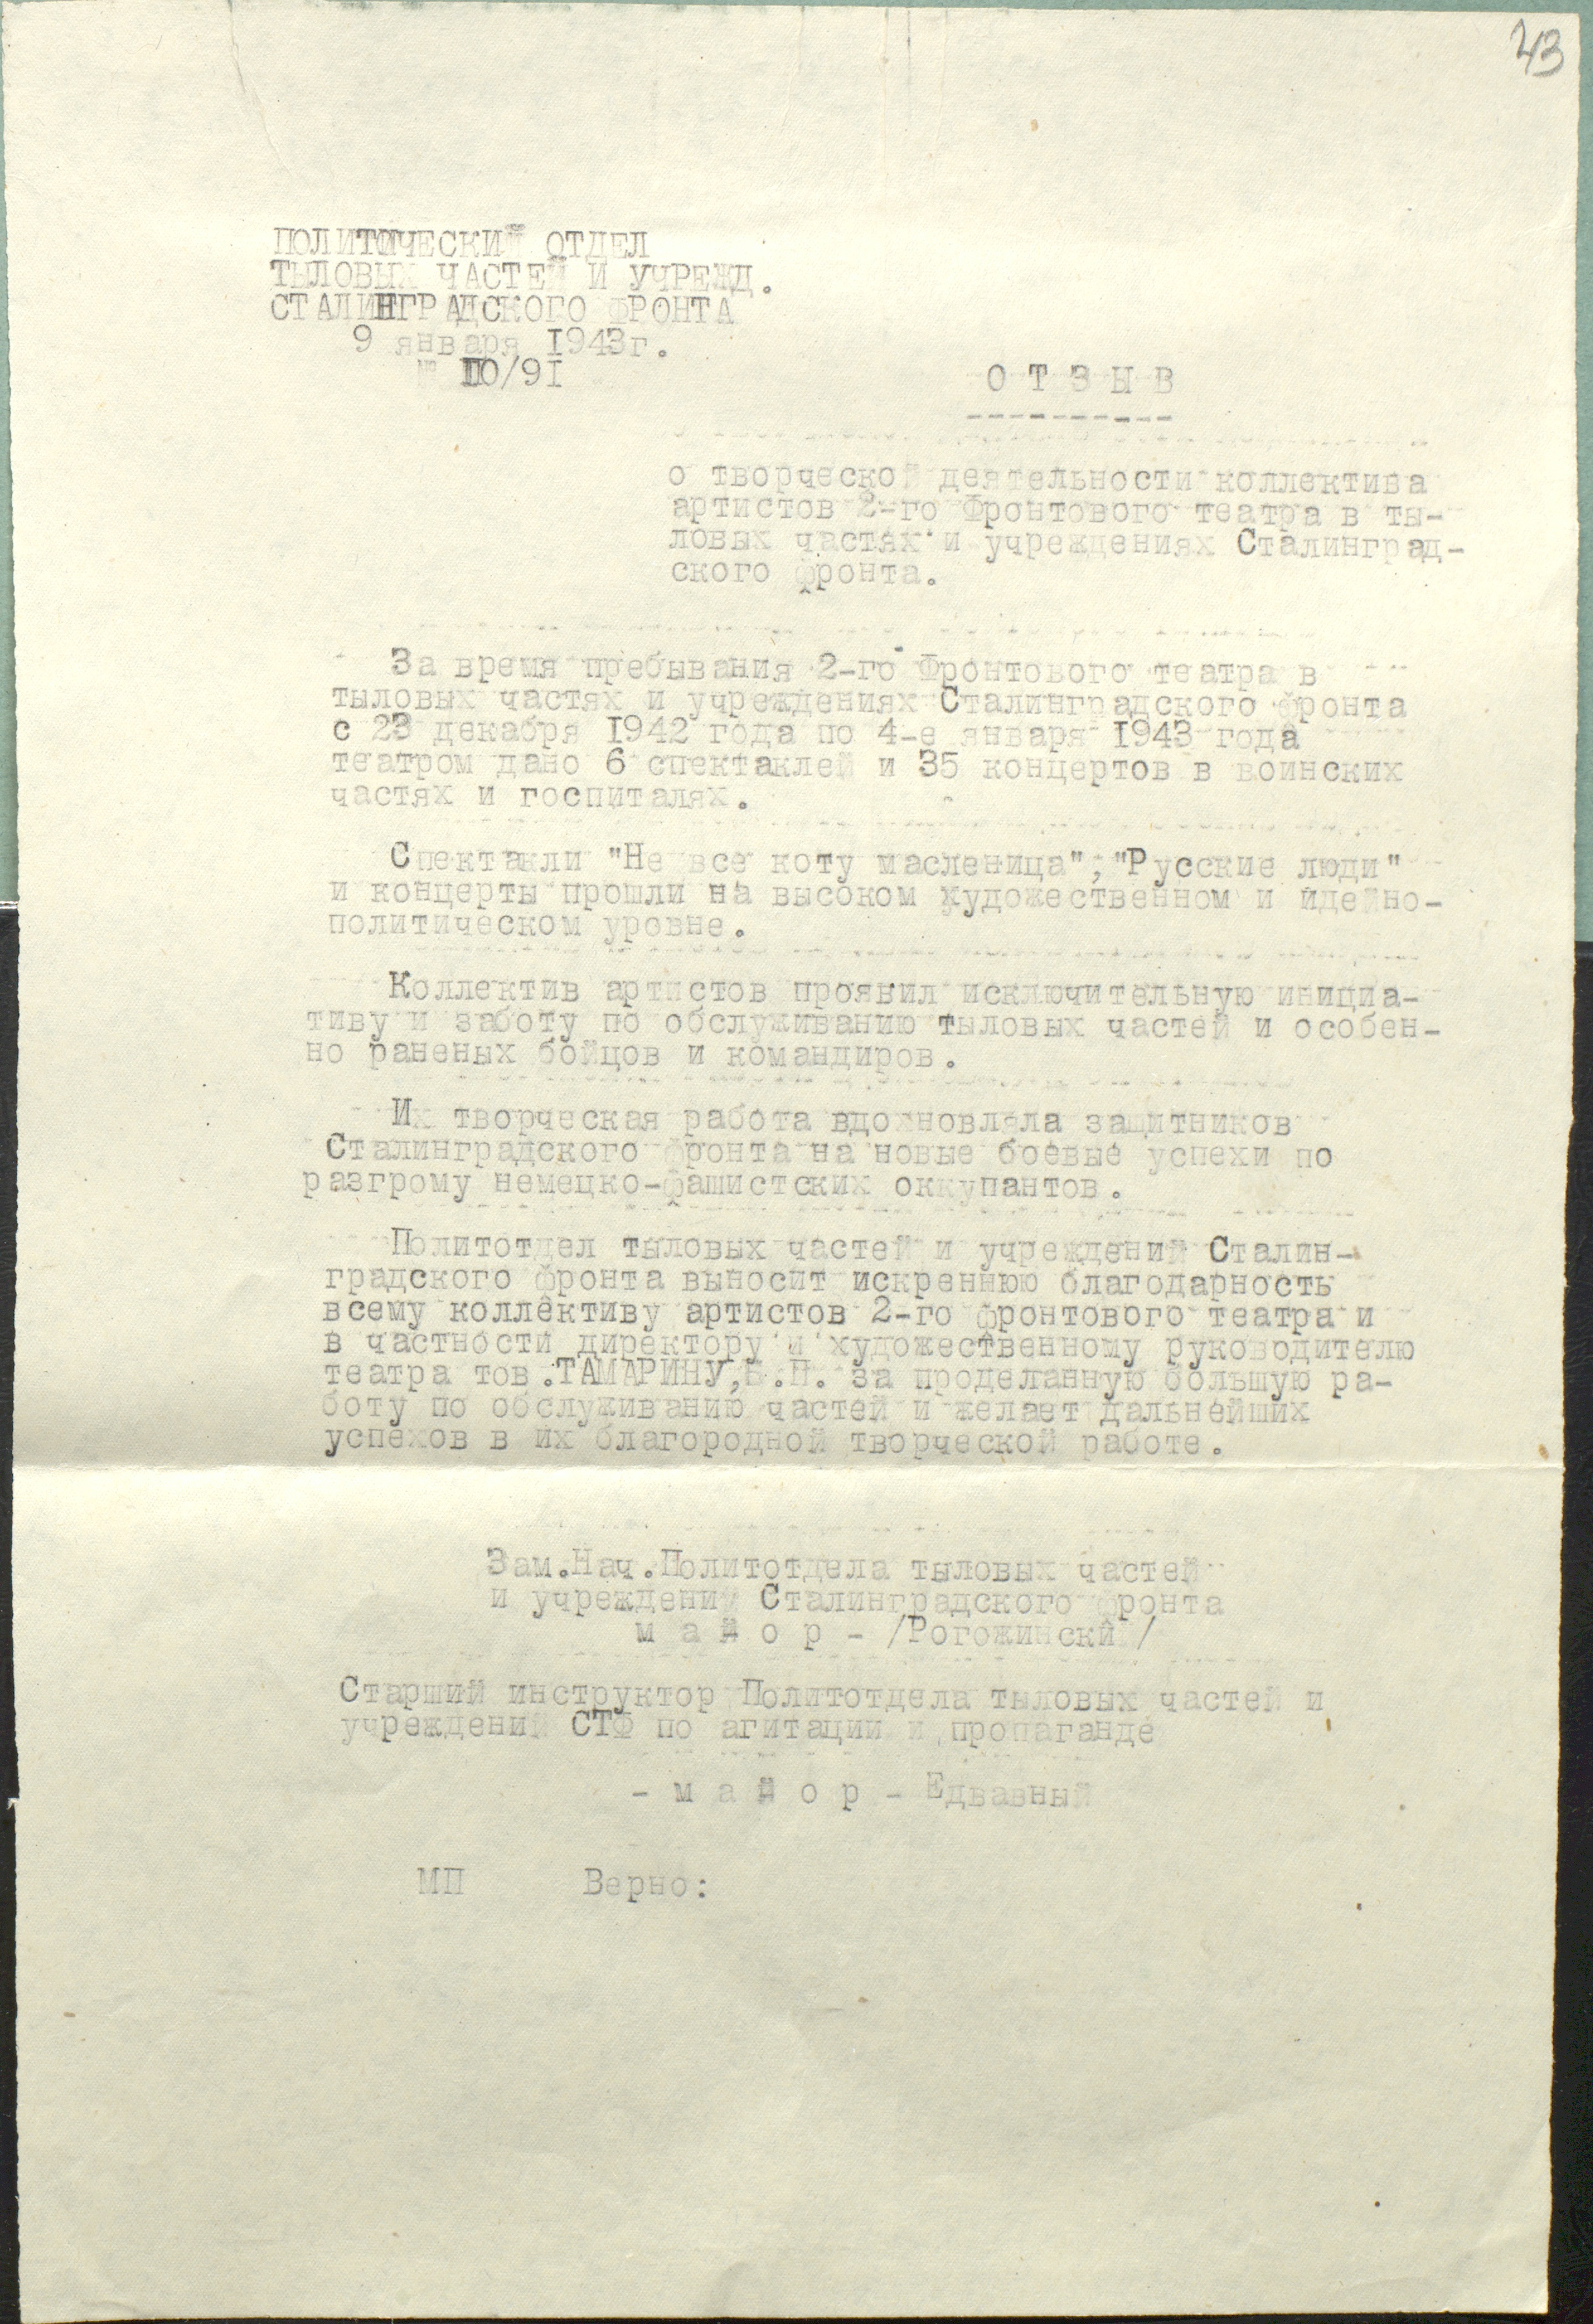 43
ПОЛИТИЧЕСКИЙ ОТДЕЛ
ТЫЛОВЫХ ЧАСТЕЙ И УЧРЕЖД.
СТАЛИНГРАДСКОГО ФРОНТА
9 января 1943г.
№ ПО/91
О Т З Ы В
----------
о творческой деятельности коллектива
артистов 2-го Фронтового театра в ты-
ловых частях и учреждениях Сталинград-
ского фронта.
За время пребывания 2-го Фронтового театра в
тыловых частях и учреждениях Сталинградского фронта
с 23 декабря 1942 года по 4-е января 1943 года
театром дано 6 спектаклей и 35 концертов в воинских
частях и госпиталях.
Спектакли "Не все коту масленица", "Русские люди"
и концерты прошли на высоком художественном и идейно-
политическом уровне.
Коллектив артистов проявил исключительную инициа-
тиву и заботу по обслуживанию тыловых частей и особен-
но раненых бойцов и командиров.
Их творческая работа вдохновляла защитников
Сталинградского фронта на новые боевые успехи по
разгрому немецко-фашистских оккупантов.
Политотдел тыловых частей и учреждений Сталин-
градского фронта выносит искреннюю благодарность
всему коллективу артистов 2-го фронтового театра и
в частности директору и художественному руководителю
театра тов.ТАМАРИНУ, за проделанную большую ра-
боту по обслуживанию частей и желает дальнейших
успехов в их благородной творческой работе.
Зам.Нач.Политотдела тыловых частей
и учреждений Сталинградского фронта
м а й о р - /Рогожинский/
Старший инструктор Политотдела тыловых частей и
учреждений СТФ по агитации и пропаганде
- м а й о р - Едвавный
МП Верно: